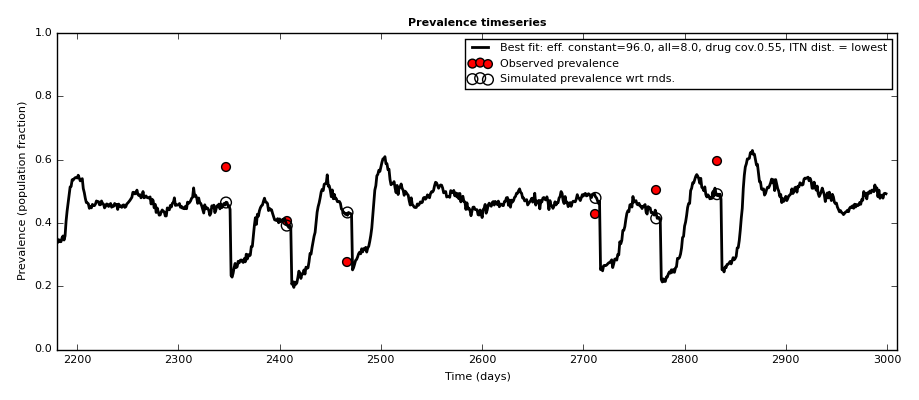 Prevalence timeseries
Best fit: eff. constant=96.0, all=8.0, drug cov.0.55, ITN dist. = lowest
Observed prevalence
Simulated prevalence wrt rnds.
Prevalence (population fraction)
1.0
0.8
0.6
0.4
0.2
0.0
2200 2300 2400 2500 2600 2700 2800 2900 3000
Time (days)